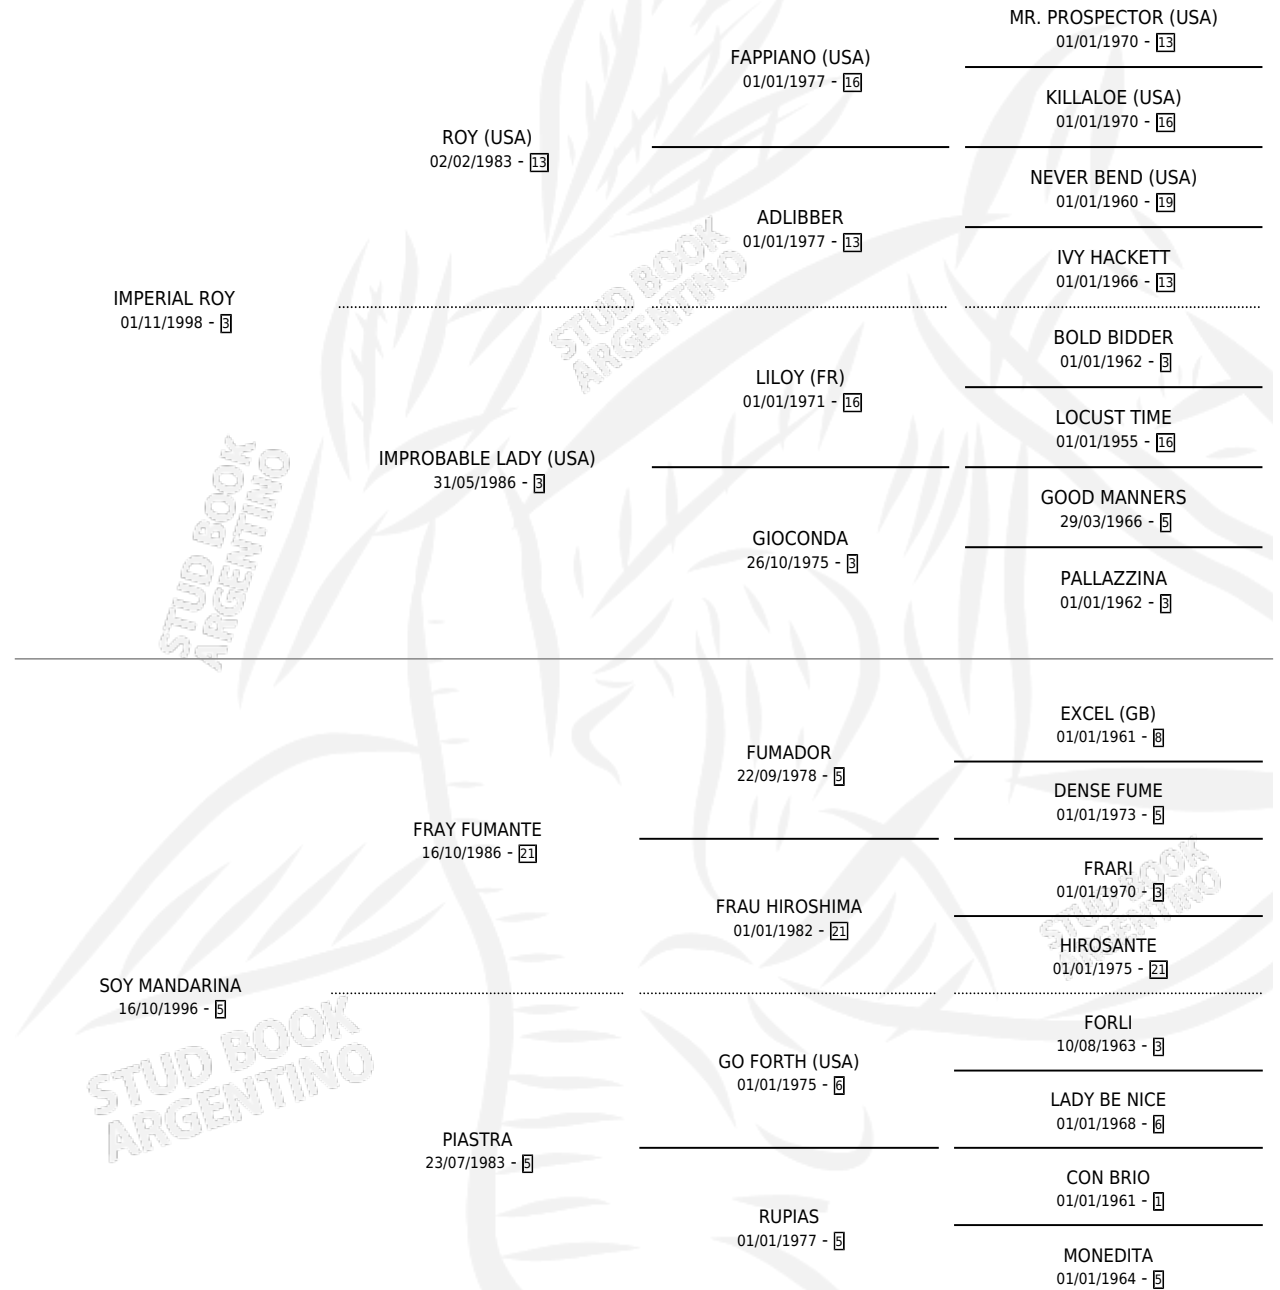 MR. PROSPECTOR (USA)
01/01/1970 - 13
FAPPIANO (USA)
01/01/1977 - 16
KILLALOE (USA)
01/01/1970 - 16
ROY (USA)
02/02/1983 - 13
NEVER BEND (USA)
01/01/1960 - 19
ADLIBBER
01/01/1977 - 13
IVY HACKETT
01/01/1966 - 13
IMPERIAL ROY
01/11/1998 - 3
BOLD BIDDER
01/01/1962 - 3
LILOY (FR)
01/01/1971 - 16
LOCUST TIME
01/01/1955 - 16
IMPROBABLE LADY (USA)
31/05/1986 - 3
GOOD MANNERS
29/03/1966 - 5
GIOCONDA
26/10/1975 - 3
PALLAZZINA
01/01/1962 - 3
EXCEL (GB)
01/01/1961 - 8
FUMADOR
22/09/1978 - 5
DENSE FUME
01/01/1973 - 5
FRAY FUMANTE
16/10/1986 - 21
FRARI
01/01/1970 - 3
FRAU HIROSHIMA
01/01/1982 - 21
HIROSANTE
01/01/1975 - 21
SOY MANDARINA
16/10/1996 - 5
FORLI
10/08/1963 - 3
GO FORTH (USA)
01/01/1975 - 6
LADY BE NICE
01/01/1968 - 6
PIASTRA
23/07/1983 - 5
CON BRIO
01/01/1961 - 1
RUPIAS
01/01/1977 - 5
MONEDITA
01/01/1964 - 5
STUD BOOK
ARGENTINO
STUD BOOK
ARGENTINO
STUD BOOK
ARGENTINO
STUD BOOK
ARGENTINO